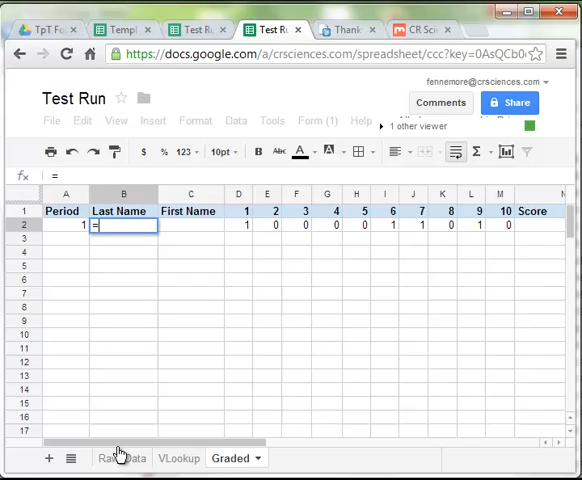 TpT Fo
Templ
Test Ru
Test Ru
Thank
CR Sci
https://docs.google.com/a/crsciences.com/spreadsheet/ccc?key=0AsQCb0
fennemore@crsciences.com
Test Run
Comments
Share
File Edit View Insert Format Data Tools Form (1) Help
1 other viewer
$ % 123 10pt B Abc A A
fx =
A B C D E F G H I J K L M N
1 Period Last Name First Name 1 2 3 4 5 6 7 8 9 10 Score
2 1 = 1 0 0 0 0 1 1 0 1 0
3
4
5
6
7
8
9
10
11
12
13
14
15
16
17
+ Raw Data VLookup Graded